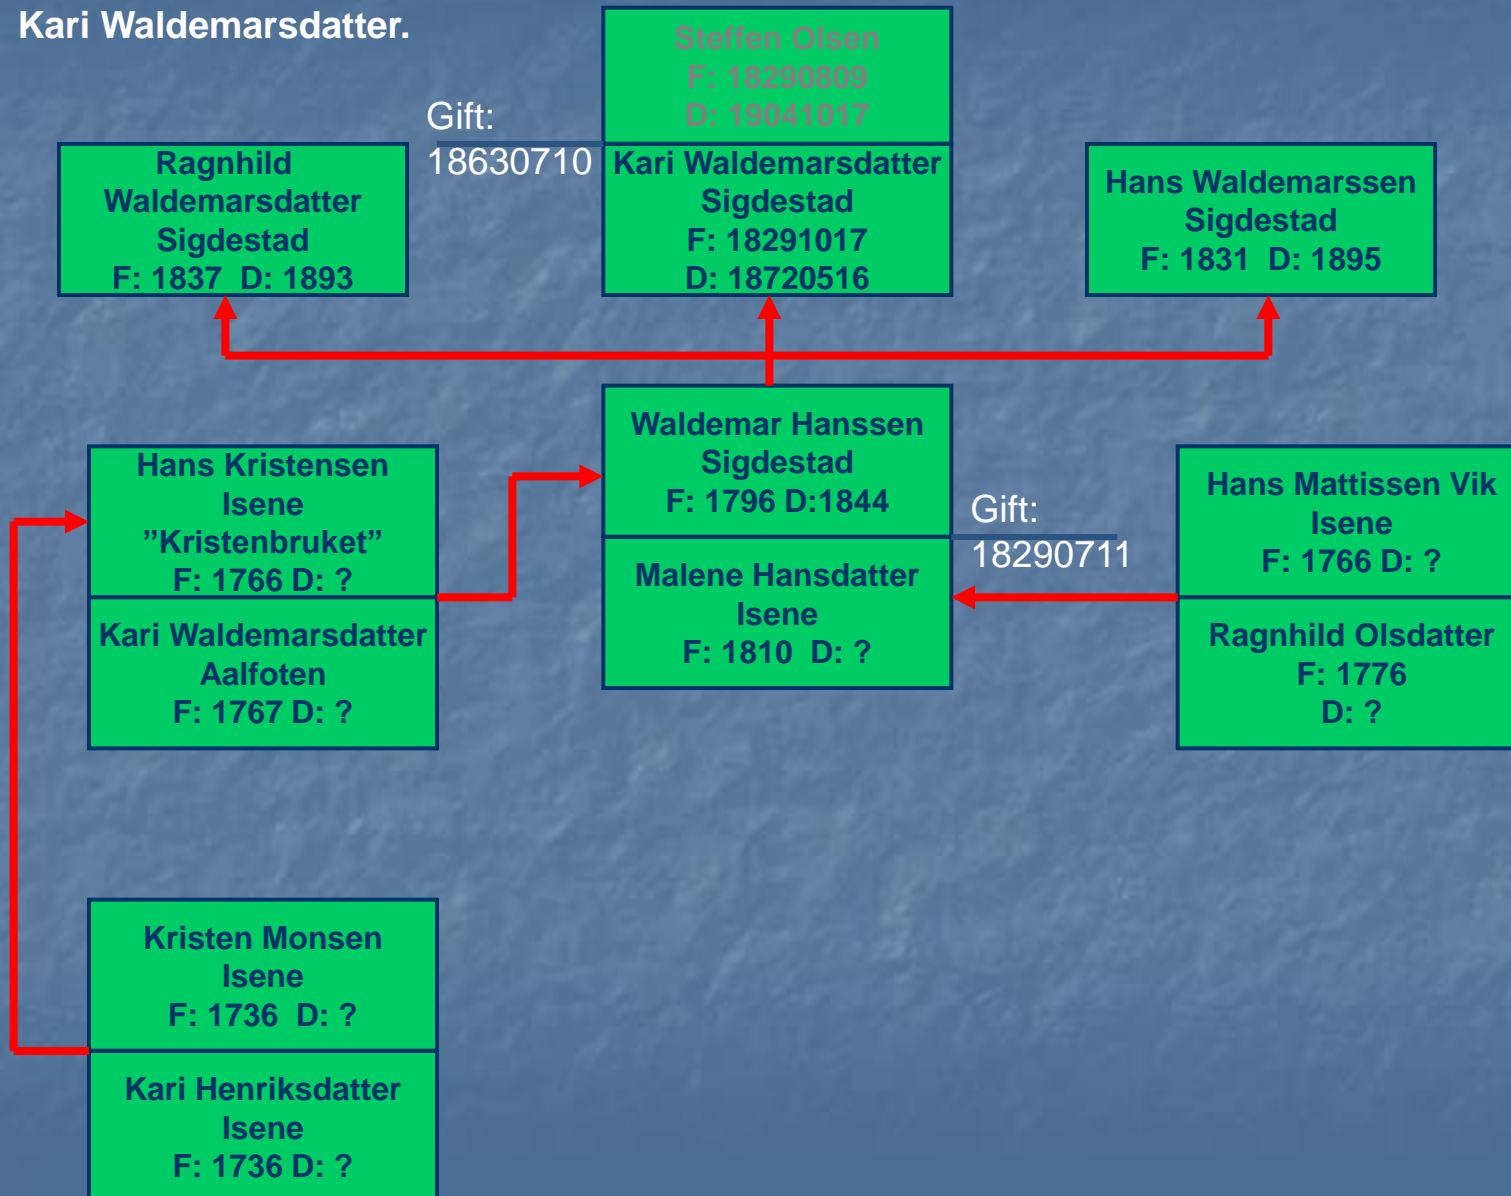 Kari Waldemarsdatter.
Steffen Olsen
F: 18290809
D: 19041017
Gift:
18630710
Ragnhild
Waldemarsdatter
Sigdestad
F: 1837  D: 1893
Kari Waldemarsdatter
Sigdestad
F: 18291017
D: 18720516
Hans Waldemarssen
Sigdestad
F: 1831  D: 1895
Waldemar Hanssen
Sigdestad
F: 1796 D:1844
Hans Kristensen
Isene
”Kristenbruket”
F: 1766 D: ?
Gift:
18290711
Hans Mattissen Vik
Isene
F: 1766 D: ?
Malene Hansdatter
Isene
F: 1810  D: ?
Kari Waldemarsdatter
Aalfoten
F: 1767 D: ?
Ragnhild Olsdatter
F: 1776
D: ?
Kristen Monsen
Isene
F: 1736  D: ?
Kari Henriksdatter
Isene
F: 1736 D: ?